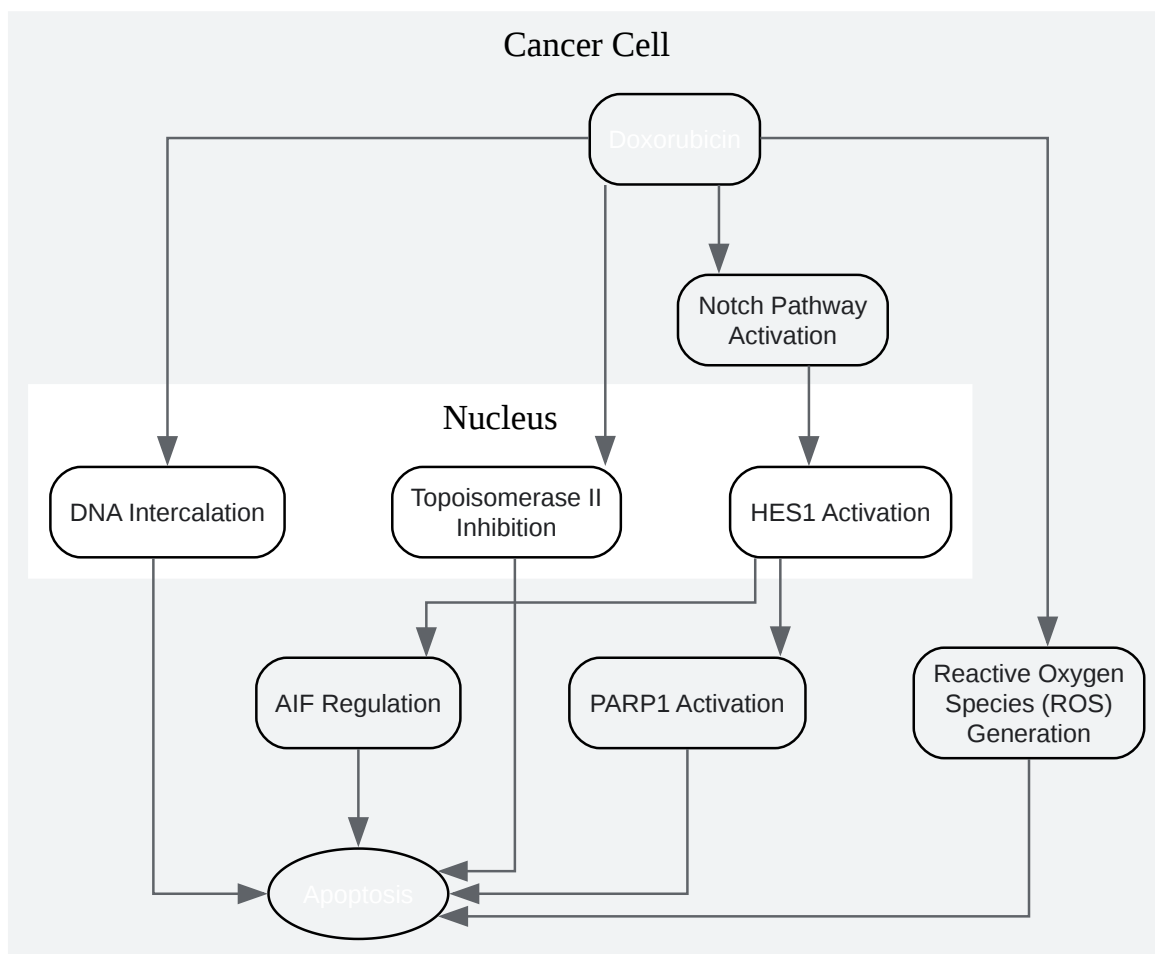 Cancer Cell
Doxorubicin
Notch Pathway
Activation
Nucleus
DNA Intercalation
Topoisomerase II
Inhibition
HES1 Activation
AIF Regulation
PARP1 Activation
Reactive Oxygen
Species (ROS)
Generation
Apoptosis